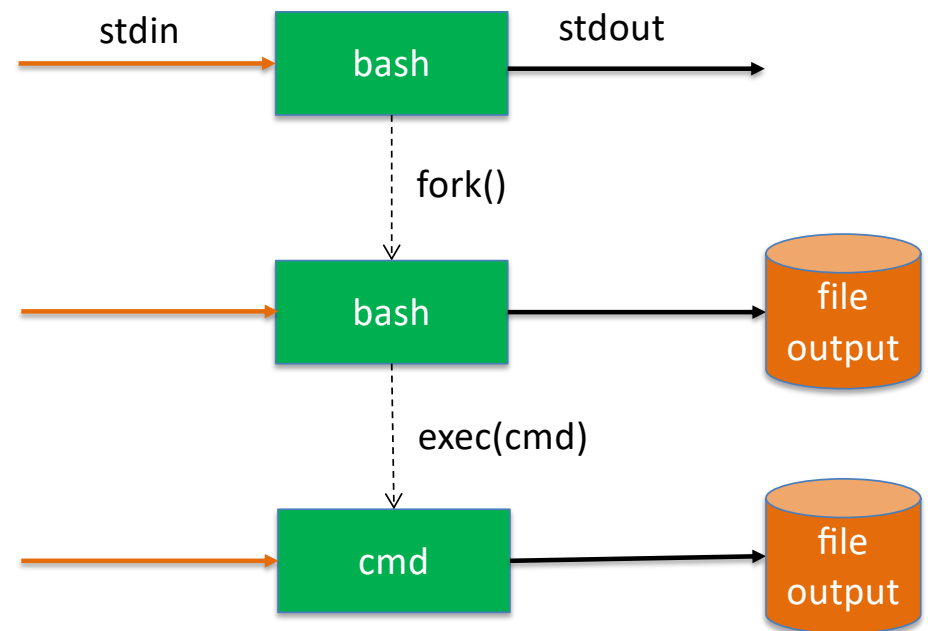 stdin
bash
stdout
fork()
bash
file
output
exec(cmd)
cmd
file
output